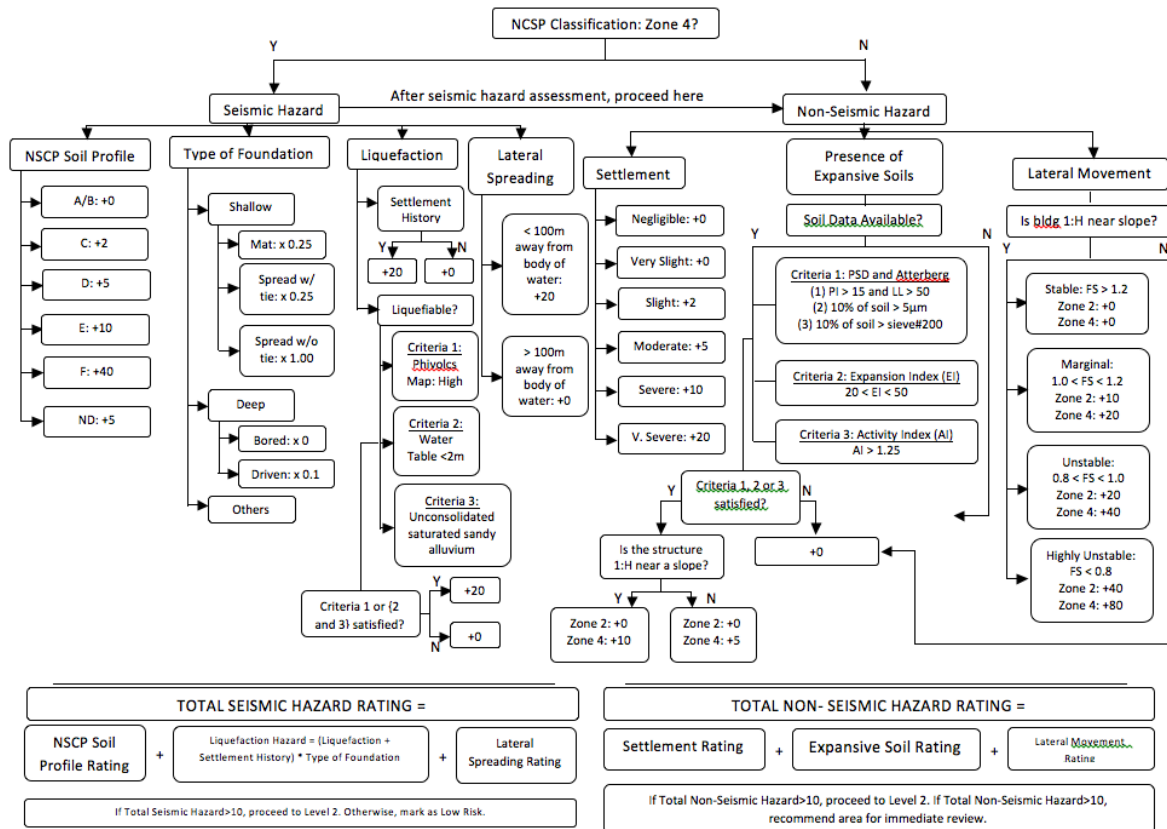 NCSP Classification: Zone 4?
Y
N
Seismic Hazard
After seismic hazard assessment, proceed here
Non-Seismic Hazard
NSCP Soil Profile
A/B: +0
C: +2
D: +5
E: +10
F: +40
ND: +5
Type of Foundation
Shallow
Mat: x 0.25
Spread w/
tie: x 0.25
Spread w/o
tie: x 1.00
Deep
Bored: x 0
Driven: x 0.1
Others
Liquefaction
Settlement
History
Y
N
+20
+0
Liquefiable?
Criteria 1:
Phivolcs
Map: High
Criteria 2:
Water
Table <2m
Criteria 3:
Unconsolidated
saturated sandy
alluvium
Criteria 1 or {2
and 3} satisfied?
Y
+20
N
+0
Lateral
Spreading
< 100m
away from
body of
water:
+20
> 100m
away from
body of
water: +0
Settlement
Negligible: +0
Very Slight: +0
Slight: +2
Moderate: +5
Severe: +10
V. Severe: +20
Presence of
Expansive Soils
Soil Data Available?
Y
N
Criteria 1: PSD and Atterberg
(1) PI > 15 and LL > 50
(2) 10% of soil > 5µm
(3) 10% of soil > sieve#200
Criteria 2: Expansion Index (EI)
20 < EI < 50
Criteria 3: Activity Index (AI)
AI > 1.25
Criteria 1, 2 or 3
satisfied?
Y
N
Is the structure
1:H near a slope?
+0
Y
N
Zone 2: +0
Zone 4: +10
Zone 2: +0
Zone 4: +5
Lateral Movement
Is bldg 1:H near slope?
Y
N
Stable: FS > 1.2
Zone 2: +0
Zone 4: +0
Marginal:
1.0 < FS < 1.2
Zone 2: +10
Zone 4: +20
Unstable:
0.8 < FS < 1.0
Zone 2: +20
Zone 4: +40
Highly Unstable:
FS < 0.8
Zone 2: +40
Zone 4: +80
TOTAL SEISMIC HAZARD RATING =
NSCP Soil
Profile Rating
+
Liquefaction Hazard = (Liquefaction +
Settlement History) * Type of Foundation
+
Lateral
Spreading Rating
If Total Seismic Hazard>10, proceed to Level 2. Otherwise, mark as Low Risk.
TOTAL NON- SEISMIC HAZARD RATING =
Settlement Rating
+
Expansive Soil Rating
+
Lateral Movement
Rating
If Total Non-Seismic Hazard>10, proceed to Level 2. If Total Non-Seismic Hazard>10,
recommend area for immediate review.